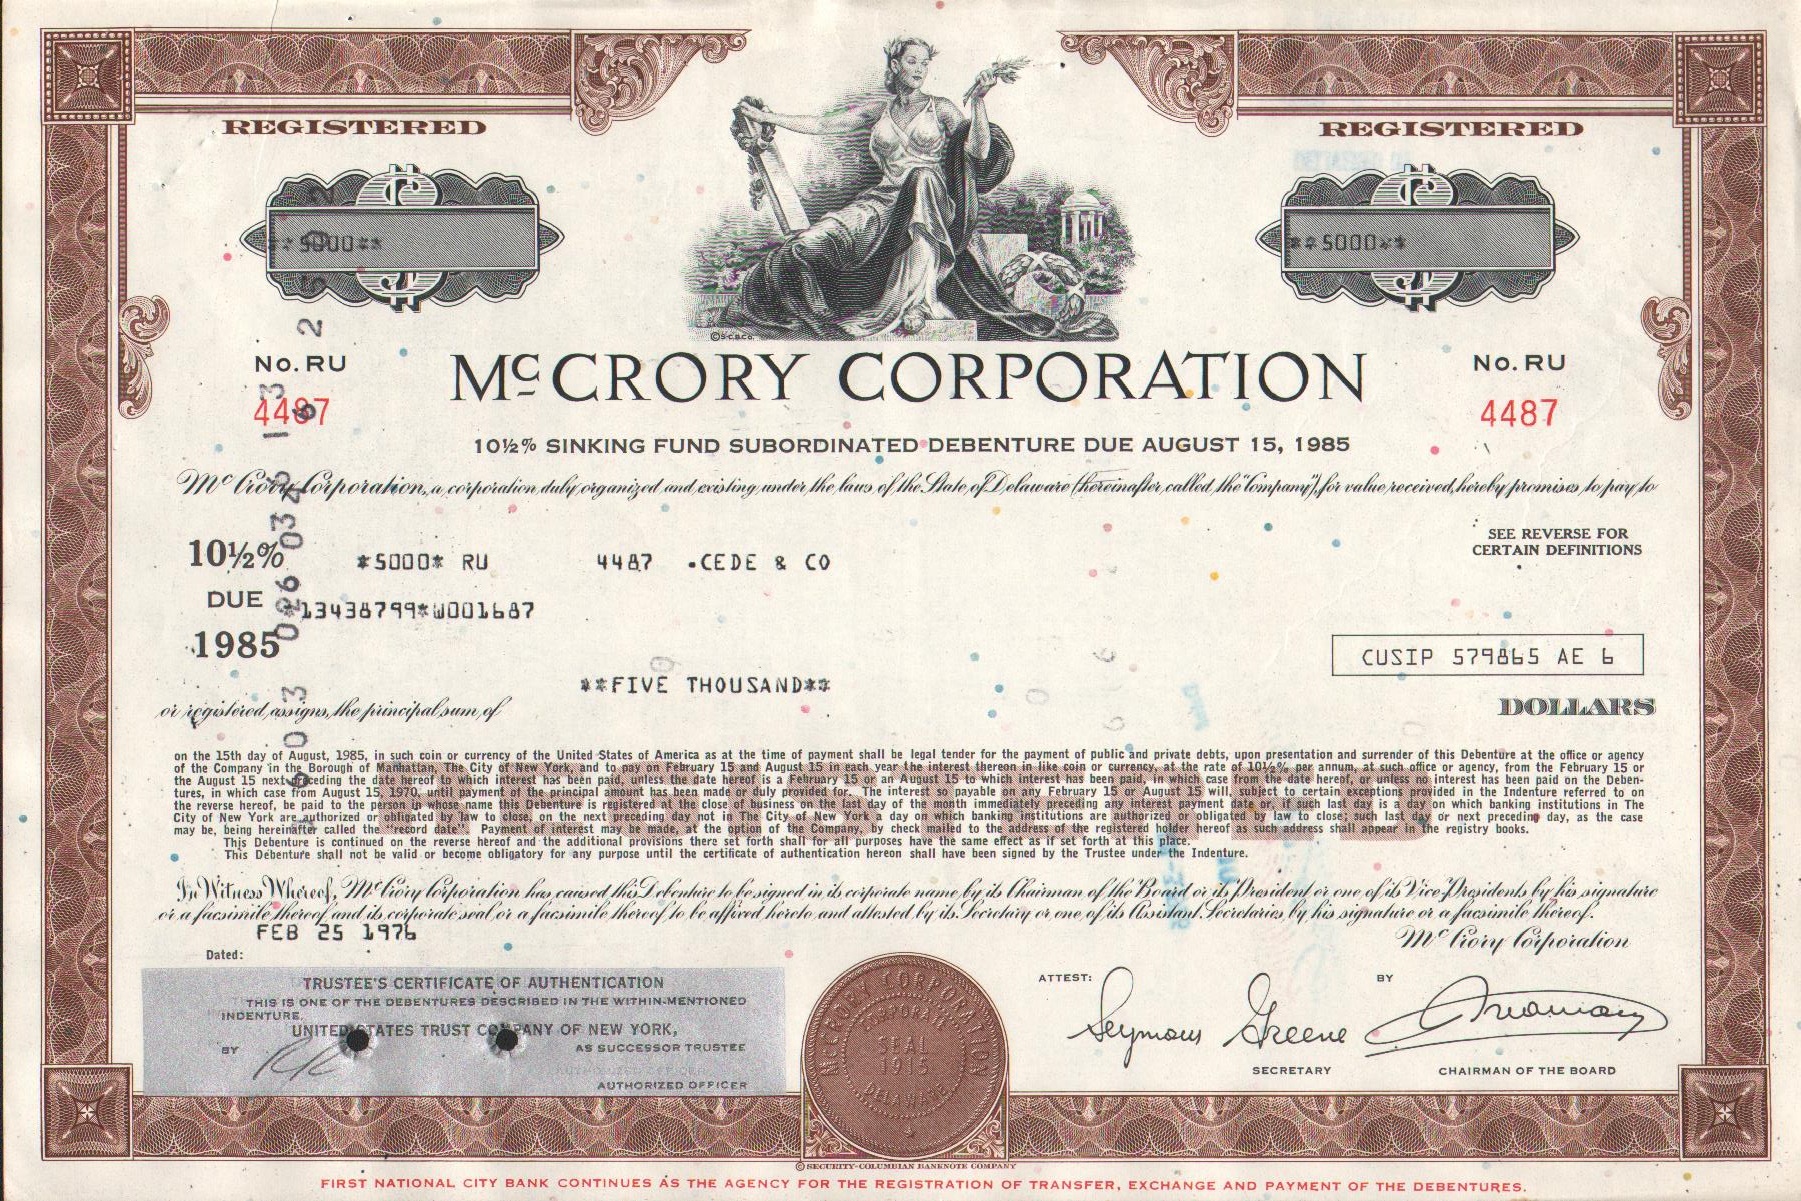 REGISTERED
REGISTERED
**5000**
**5000**
©S-C.B.Co.
No. RU
4487
McCRORY CORPORATION
No. RU
4487
10½% SINKING FUND SUBORDINATED DEBENTURE DUE AUGUST 15, 1985
McCrory Corporation, a corporation duly organized and existing under the laws of the State of Delaware (hereinafter called the "Company"), for value received, hereby promises to pay to
SEE REVERSE FOR
CERTAIN DEFINITIONS
10½%
DUE
1985
*5000* RU 4487 .CEDE & CO
*13438799*W001687
CUSIP 579865 AE 6
**FIVE THOUSAND**
or registered assigns, the principal sum of
DOLLARS
on the 15th day of August, 1985, in such coin or currency of the United States of America as at the time of payment shall be legal tender for the payment of public and private debts, upon presentation and surrender of this Debenture at the office or agency
of the Company in the Borough of Manhattan, The City of New York, and to pay on February 15 and August 15 in each year the interest thereon in like coin or currency, at the rate of 10½% per annum, at such office or agency, from the February 15 or
the August 15 next preceding the date hereof to which interest has been paid, unless the date hereof is a February 15 or an August 15 to which interest has been paid, in which case from the date hereof, or unless no interest has been paid on the Deben-
tures, in which case from August 15, 1970, until payment of the principal amount has been made or duly provided for. The interest so payable on any February 15 or August 15 will, subject to certain exceptions provided in the Indenture referred to on
the reverse hereof, be paid to the person in whose name this Debenture is registered at the close of business on the last day of the month immediately preceding any interest payment date or, if such last day is a day on which banking institutions in The
City of New York are authorized or obligated by law to close, on the next preceding day not in The City of New York a day on which banking institutions are authorized or obligated by law to close; such last day or next preceding day, as the case
may be, being hereinafter called the "record date". Payment of interest may be made, at the option of the Company, by check mailed to the address of the registered holder hereof as such address shall appear in the registry books.
This Debenture is continued on the reverse hereof and the additional provisions there set forth shall for all purposes have the same effect as if set forth at this place.
This Debenture shall not be valid or become obligatory for any purpose until the certificate of authentication hereon shall have been signed by the Trustee under the Indenture.
In Witness Whereof, McCrory Corporation has caused this Debenture to be signed in its corporate name by its Chairman of the Board or its President or one of its Vice Presidents by his signature
or a facsimile thereof and its corporate seal or a facsimile thereof to be affixed hereto and attested by its Secretary or one of its Assistant Secretaries, by his signature or a facsimile thereof.
FEB 25 1976
Dated:
McCrory Corporation
TRUSTEE'S CERTIFICATE OF AUTHENTICATION
THIS IS ONE OF THE DEBENTURES DESCRIBED IN THE WITHIN-MENTIONED
INDENTURE.
UNITED STATES TRUST COMPANY OF NEW YORK,
AS SUCCESSOR TRUSTEE
BY
AUTHORIZED OFFICER
McCRORY CORPORATION
CORPORATE
SEAL
1915
DELAWARE
ATTEST:
Seymour Greene
SECRETARY
BY
CHAIRMAN OF THE BOARD
© SECURITY-COLUMBIAN BANKNOTE COMPANY
FIRST NATIONAL CITY BANK CONTINUES AS THE AGENCY FOR THE REGISTRATION OF TRANSFER, EXCHANGE AND PAYMENT OF THE DEBENTURES.